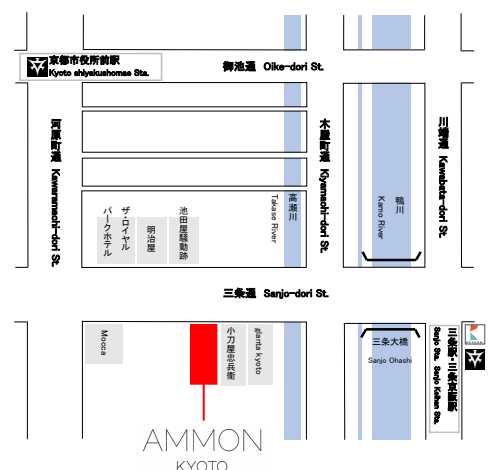 京都市役所前駅
Kyoto shiyakushomae Sta.
御池通 Oike-dori St.
河原町通 Kawaramachi-dori St.
木屋町通 Kiyamachi-dori St.
川端通 Kawabata-dori St.
ザ・ロイヤル
パークホテル
明治屋
池田屋騒動跡
高瀬川
Takase River
鴨川
Kamo River
三条通 Sanjo-dori St.
Mocca
小刀屋忠兵衛
gianta kyoto
三条大橋
Sanjo Ohashi
三条駅・三条京阪駅
Sanjo Sta. Sanjo Keihan Sta.
AMMON
KYOTO